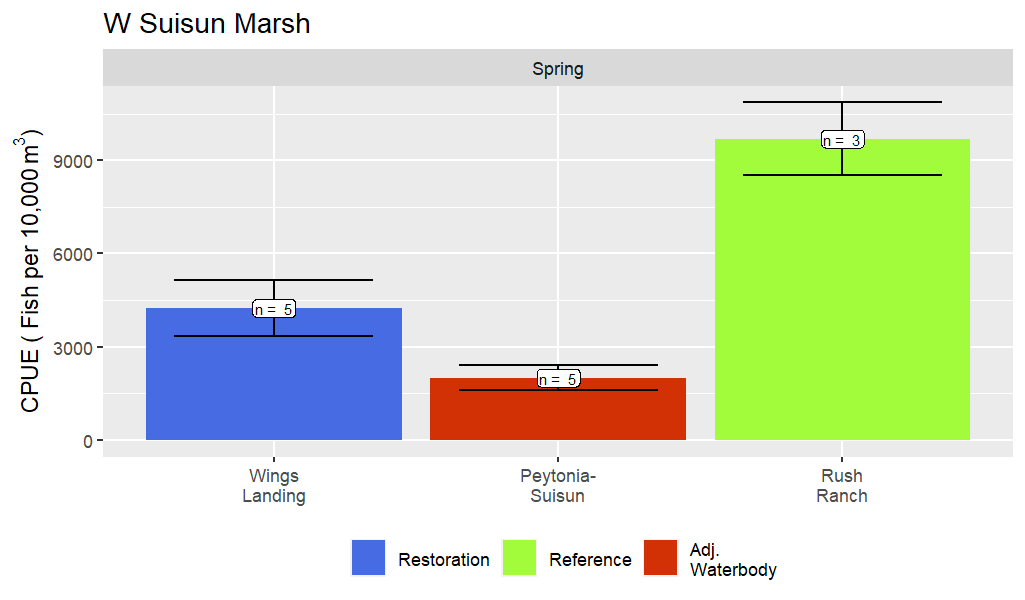 W Suisun Marsh
Spring
CPUE ( Fish per 10,000 m³)
9000
6000
3000
0
n = 5
n = 5
n = 3
Wings
Landing
Peytonia-
Suisun
Rush
Ranch
Restoration
Reference
Adj.
Waterbody